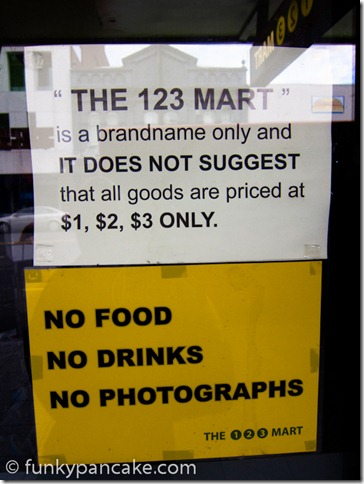 " THE 123 MART "
is a brandname only and
IT DOES NOT SUGGEST
that all goods are priced at
$1, $2, $3 ONLY.
NO FOOD
NO DRINKS
NO PHOTOGRAPHS
THE 123 MART
© funkypancake.com